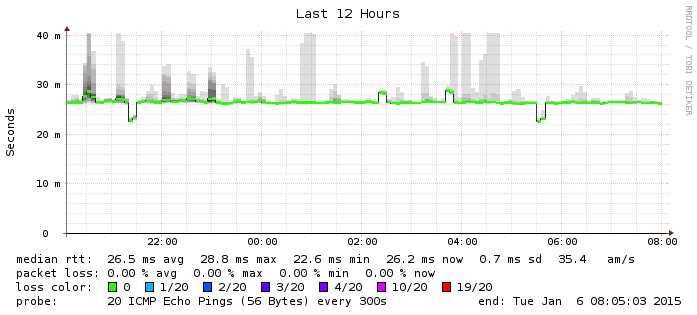 Last 12 Hours
RRDTOOL / TOBI OETIKER
Seconds
40 m
30 m
20 m
10 m
0
22:00 00:00 02:00 04:00 06:00 08:00
median rtt: 26.5 ms avg 28.8 ms max 22.6 ms min 26.2 ms now 0.7 ms sd 35.4 am/s
packet loss: 0.00 % avg 0.00 % max 0.00 % min 0.00 % now
loss color: 0 1/20 2/20 3/20 4/20 10/20 19/20
probe: 20 ICMP Echo Pings (56 Bytes) every 300s end: Tue Jan 6 08:05:03 2015